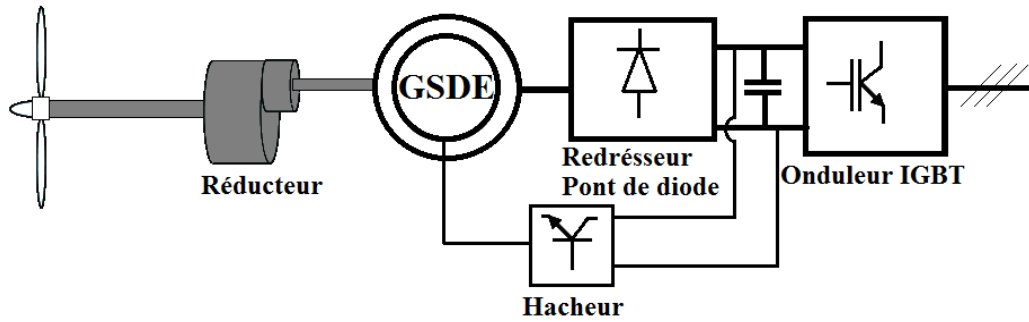 GSDE
Réducteur
Redrésseur
Pont de diode
Onduleur IGBT
Hacheur